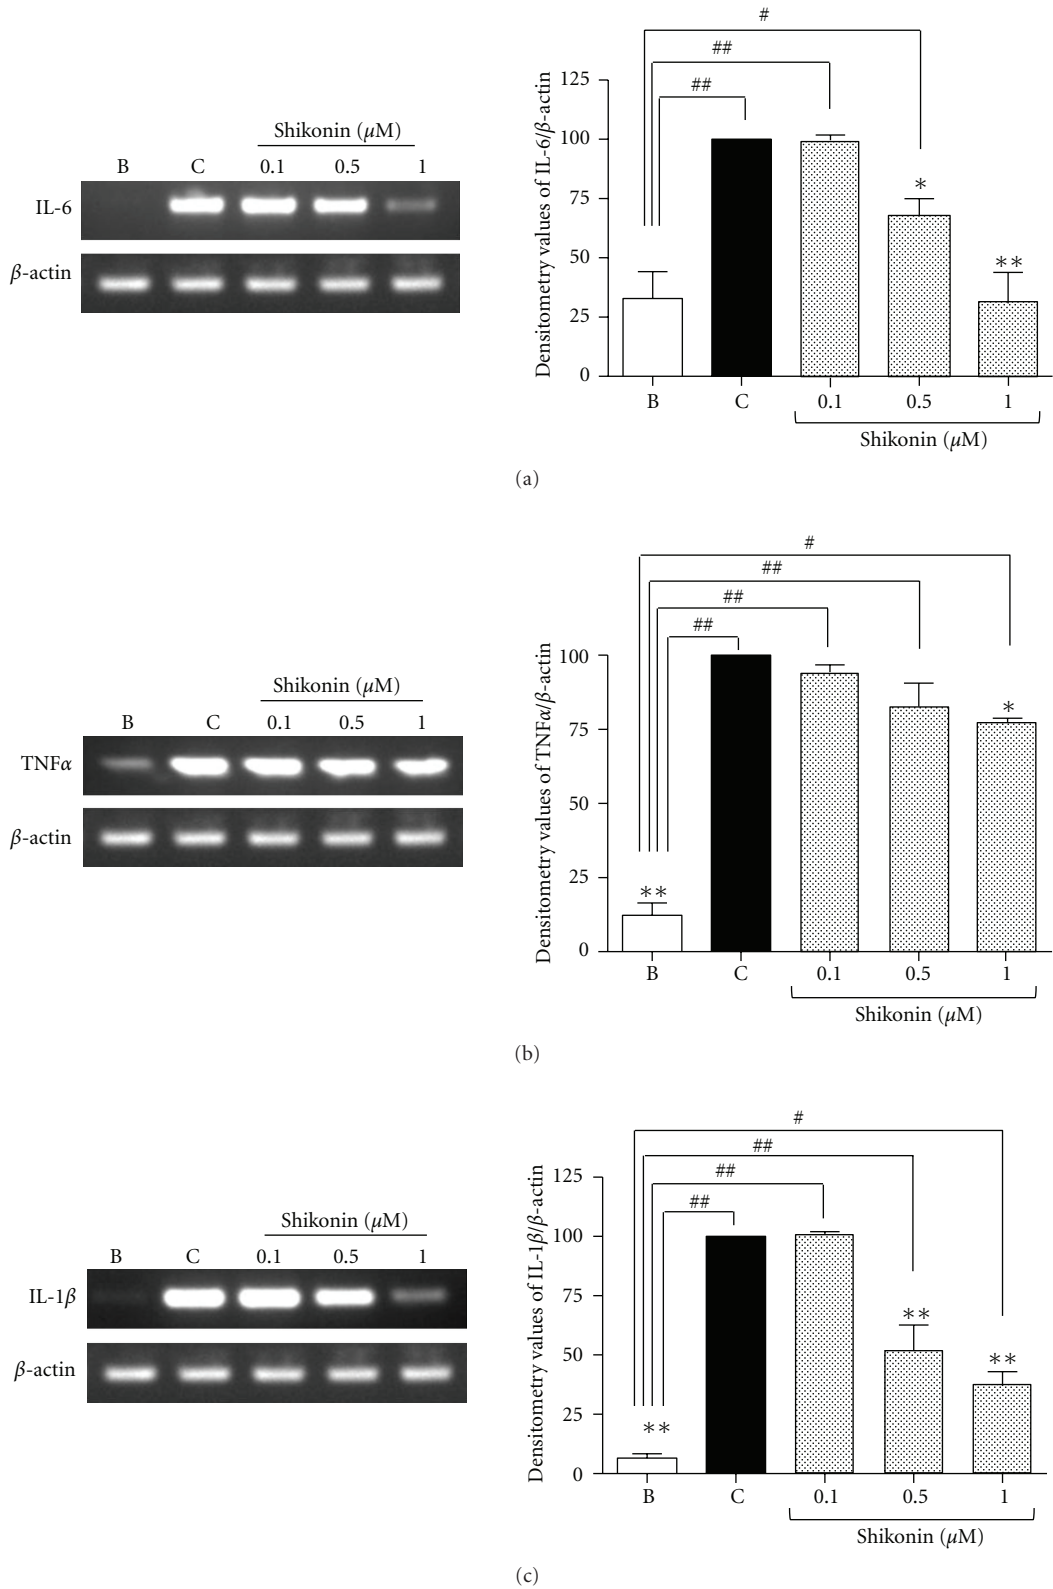 Shikonin (μM)
B C 0.1 0.5 1
IL-6
β-actin
Densitometry values of IL-6/β-actin
125
100
75
50
25
0
#
##
##
*
**
B C 0.1 0.5 1
Shikonin (μM)
(a)
Shikonin (μM)
B C 0.1 0.5 1
TNFα
β-actin
Densitometry values of TNFα/β-actin
100
75
50
25
0
#
##
##
##
*
**
B C 0.1 0.5 1
Shikonin (μM)
(b)
Shikonin (μM)
B C 0.1 0.5 1
IL-1β
β-actin
Densitometry values of IL-1β/β-actin
125
100
75
50
25
0
#
##
##
##
**
**
**
B C 0.1 0.5 1
Shikonin (μM)
(c)